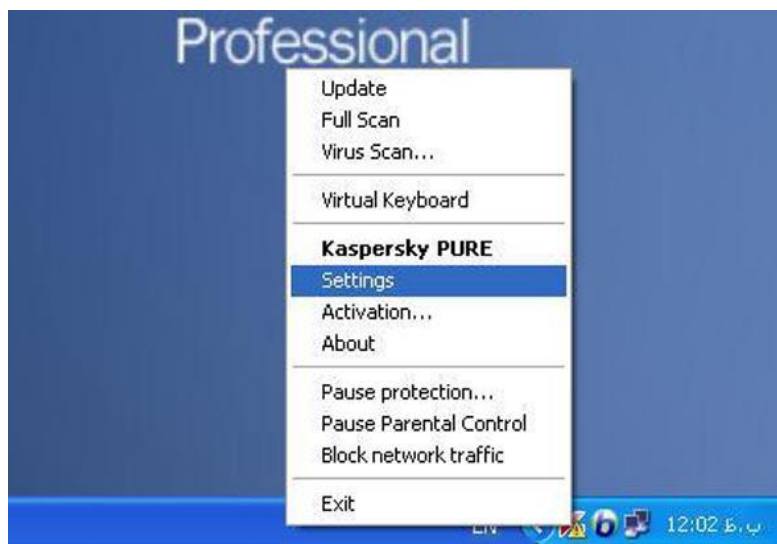 Professional
Update
Full Scan
Virus Scan...
Virtual Keyboard
Kaspersky PURE
Settings
Activation...
About
Pause protection...
Pause Parental Control
Block network traffic
Exit
EN 12:02 ب.ظ